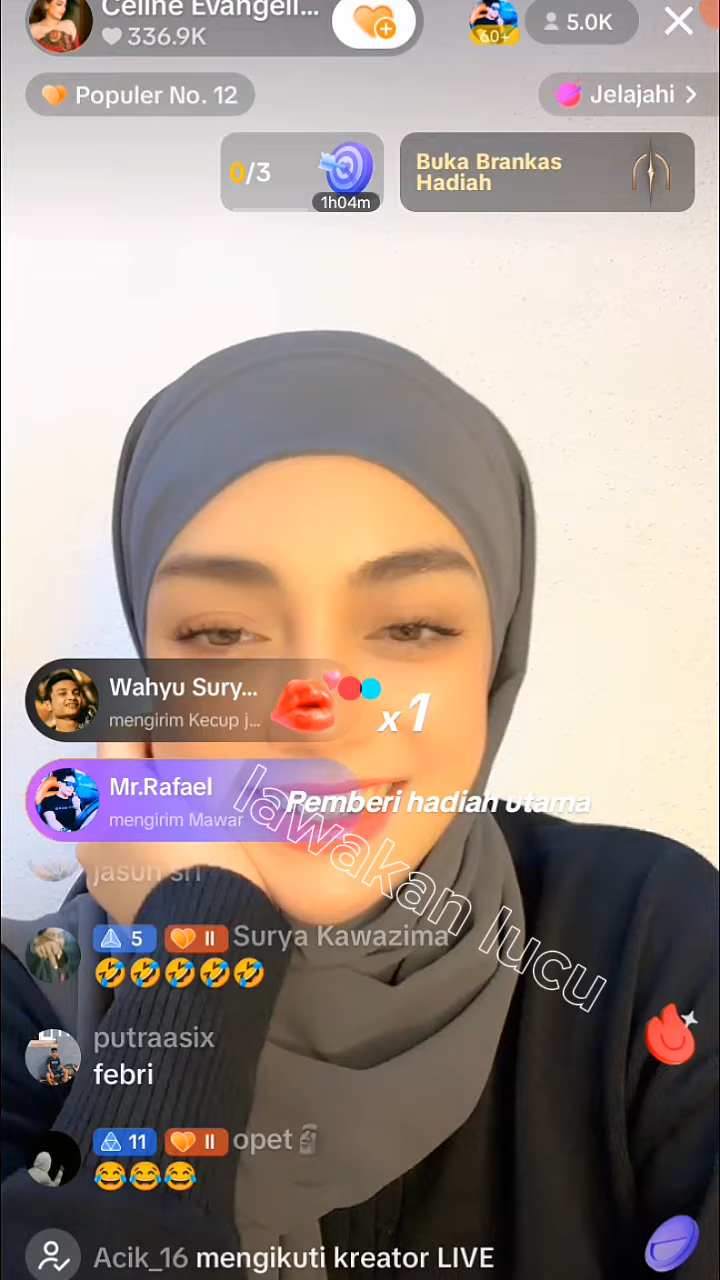 Celine Evangeli...
336.9K
60+
5.0K
Populer No. 12
Jelajahi
0/3
1h04m
Buka Brankas
Hadiah
Wahyu Sury...
mengirim Kecup j...
x1
Mr.Rafael
mengirim Mawar
Pemberi hadiah utama
lawakan lucu
jasun sri
5 II Surya Kawazima
🤣🤣🤣🤣🤣
putraasix
febri
11 II opet🗿
😂😂😂
Acik_16 mengikuti kreator LIVE